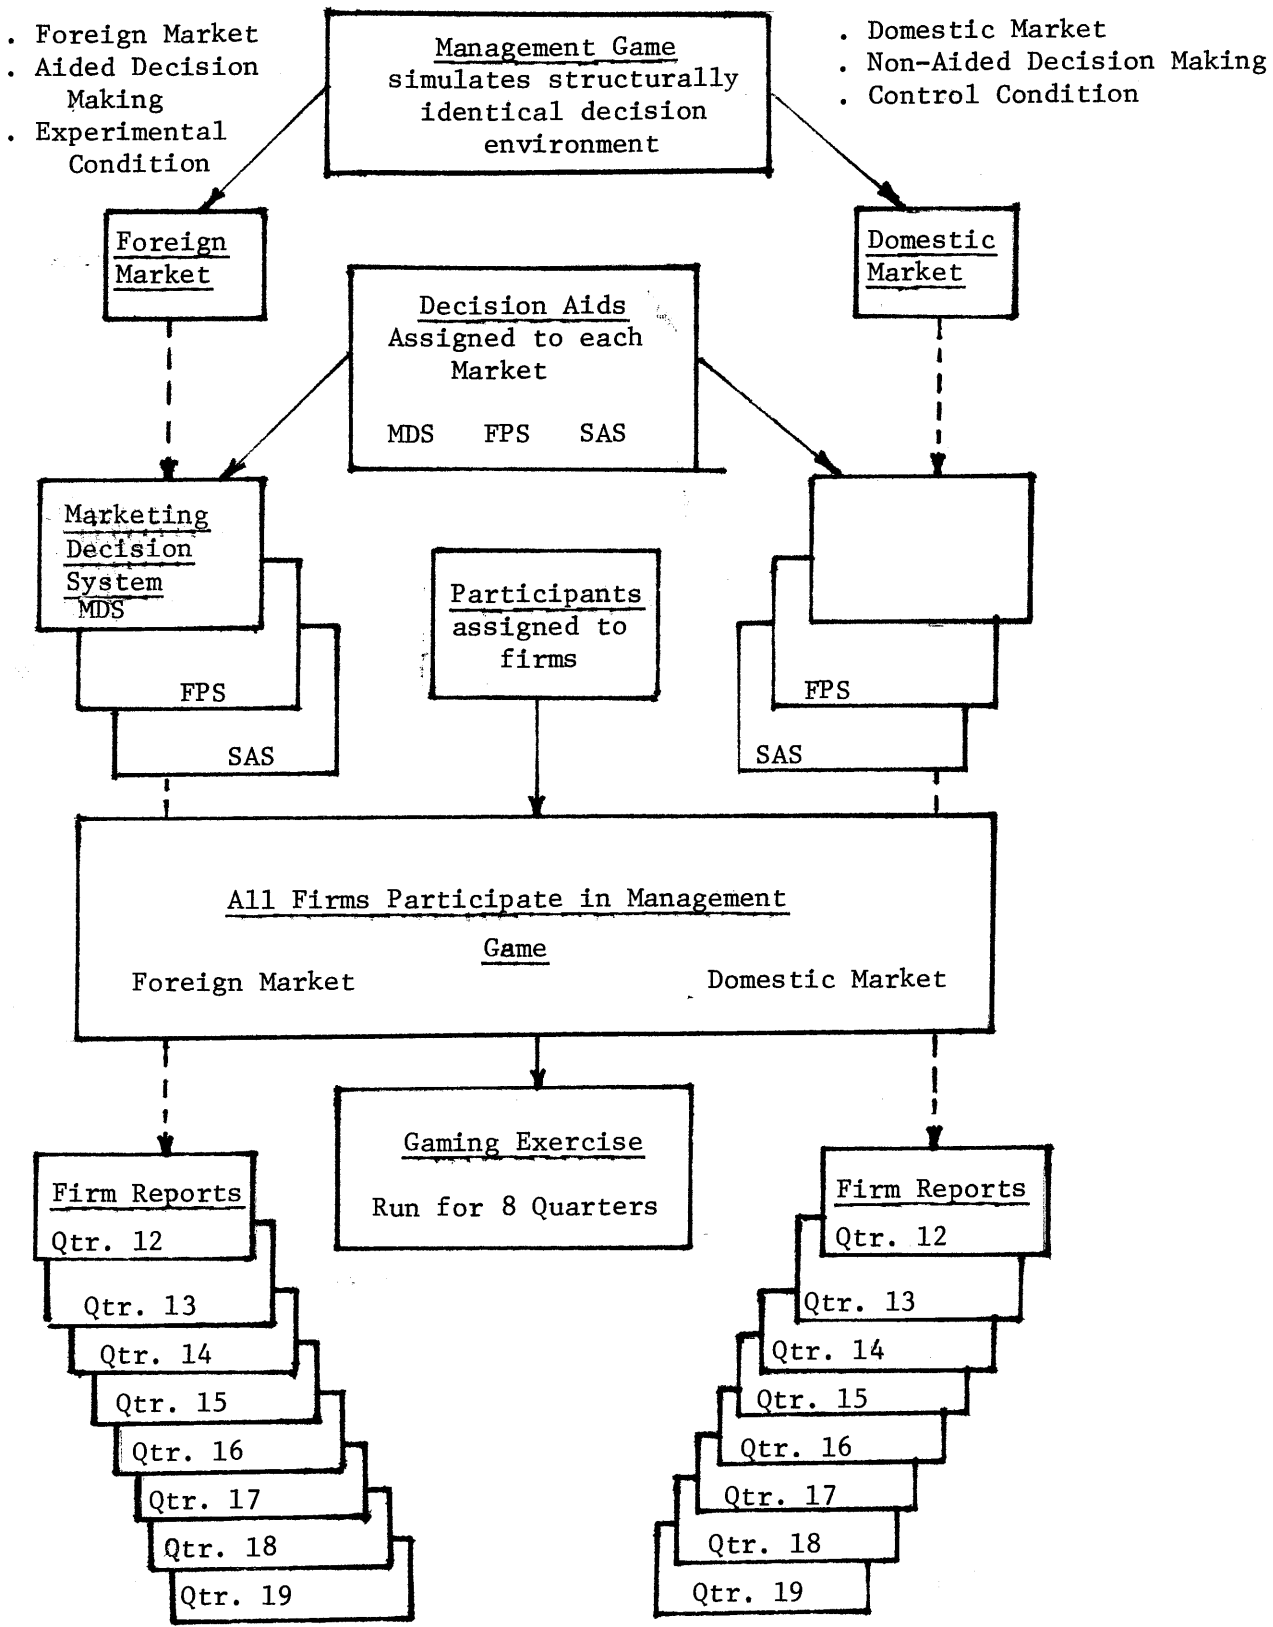 . Foreign Market
. Aided Decision
Making
. Experimental
Condition
Management Game
simulates structurally
identical decision
environment
. Domestic Market
. Non-Aided Decision Making
. Control Condition
Foreign
Market
Domestic
Market
Decision Aids
Assigned to each
Market
MDS FPS SAS
Marketing
Decision
System
MDS
FPS
SAS
Participants
assigned to
firms
FPS
SAS
All Firms Participate in Management
Game
Foreign Market Domestic Market
Gaming Exercise
Run for 8 Quarters
Firm Reports
Qtr. 12
Qtr. 13
Qtr. 14
Qtr. 15
Qtr. 16
Qtr. 17
Qtr. 18
Qtr. 19
Firm Reports
Qtr. 12
Qtr. 13
Qtr. 14
Qtr. 15
Qtr. 16
Qtr. 17
Qtr. 18
Qtr. 19